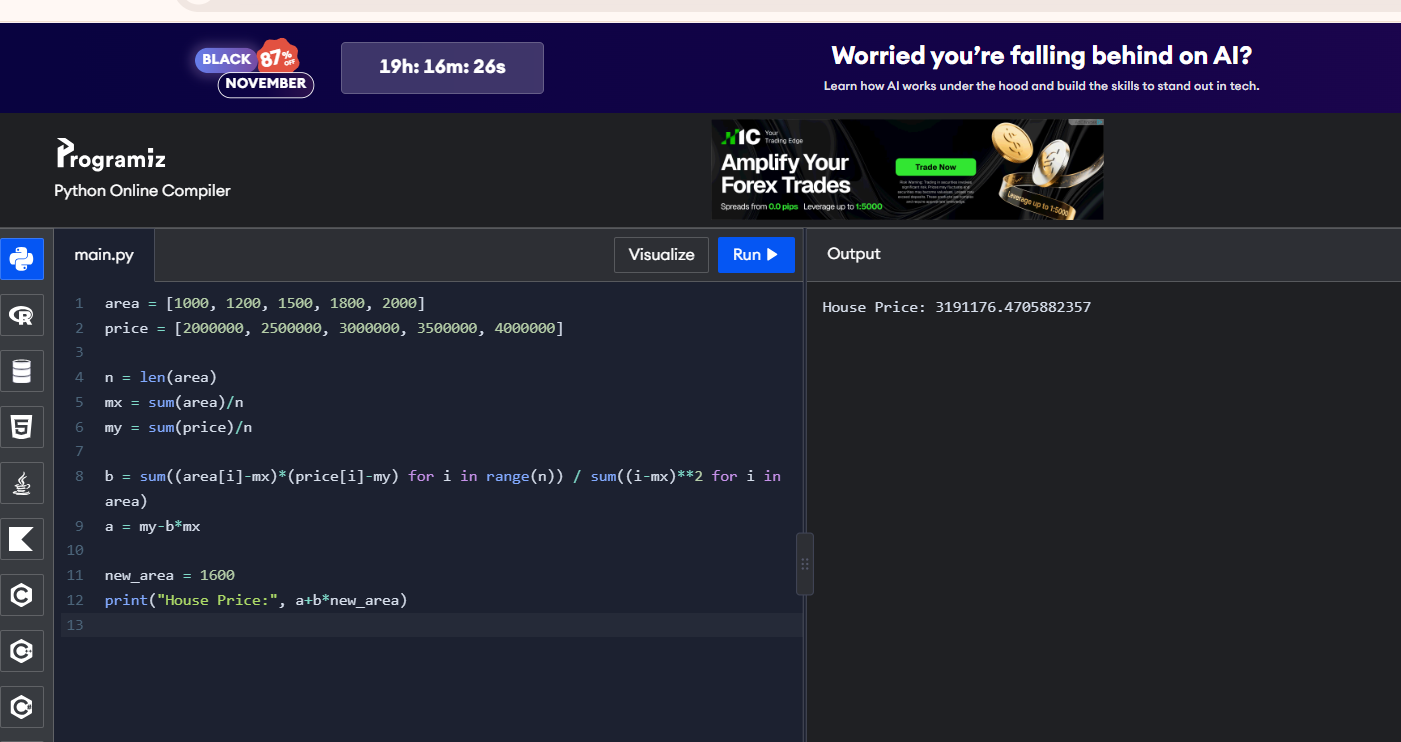 BLACK 87% OFF
NOVEMBER
19h: 16m: 26s
Worried you're falling behind on AI?
Learn how AI works under the hood and build the skills to stand out in tech.
Programiz
Python Online Compiler
Your
Trading Edge
Amplify Your
Forex Trades
Spreads from 0.0 pips Leverage up to 1:5000
Trade Now
Leverage up to 1:5000
main.py
Visualize
Run
Output
1 area = [1000, 1200, 1500, 1800, 2000]
2 price = [2000000, 2500000, 3000000, 3500000, 4000000]
3
4 n = len(area)
5 mx = sum(area)/n
6 my = sum(price)/n
7
8 b = sum((area[i]-mx)*(price[i]-my) for i in range(n)) / sum((i-mx)**2 for i in
area)
9 a = my-b*mx
10
11 new_area = 1600
12 print("House Price:", a+b*new_area)
13
House Price: 3191176.4705882357